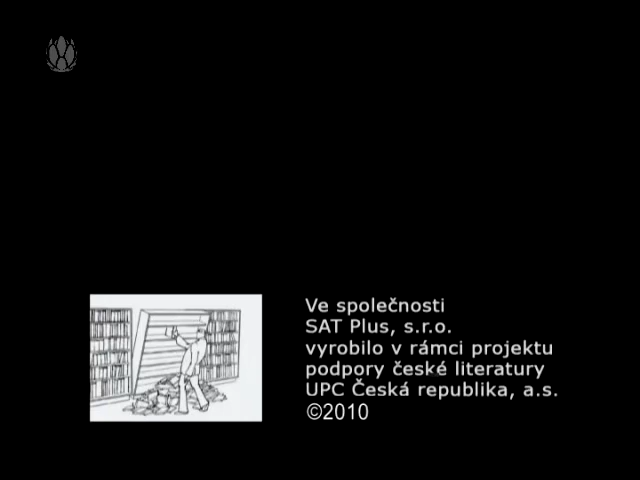 Ve společnosti
SAT Plus, s.r.o.
vyrobilo v rámci projektu
podpory české literatury
UPC Česká republika, a.s.
©2010